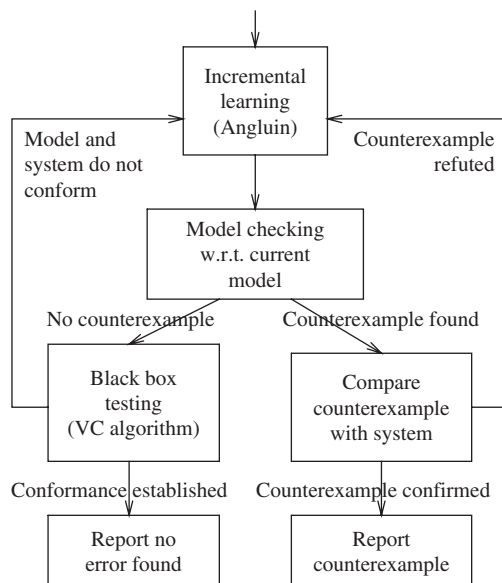 Incremental
learning
(Angluin)
Model and
system do not
conform
Counterexample
refuted
Model checking
w.r.t. current
model
No counterexample
Counterexample found
Black box
testing
(VC algorithm)
Compare
counterexample
with system
Conformance established
Counterexample confirmed
Report no
error found
Report
counterexample